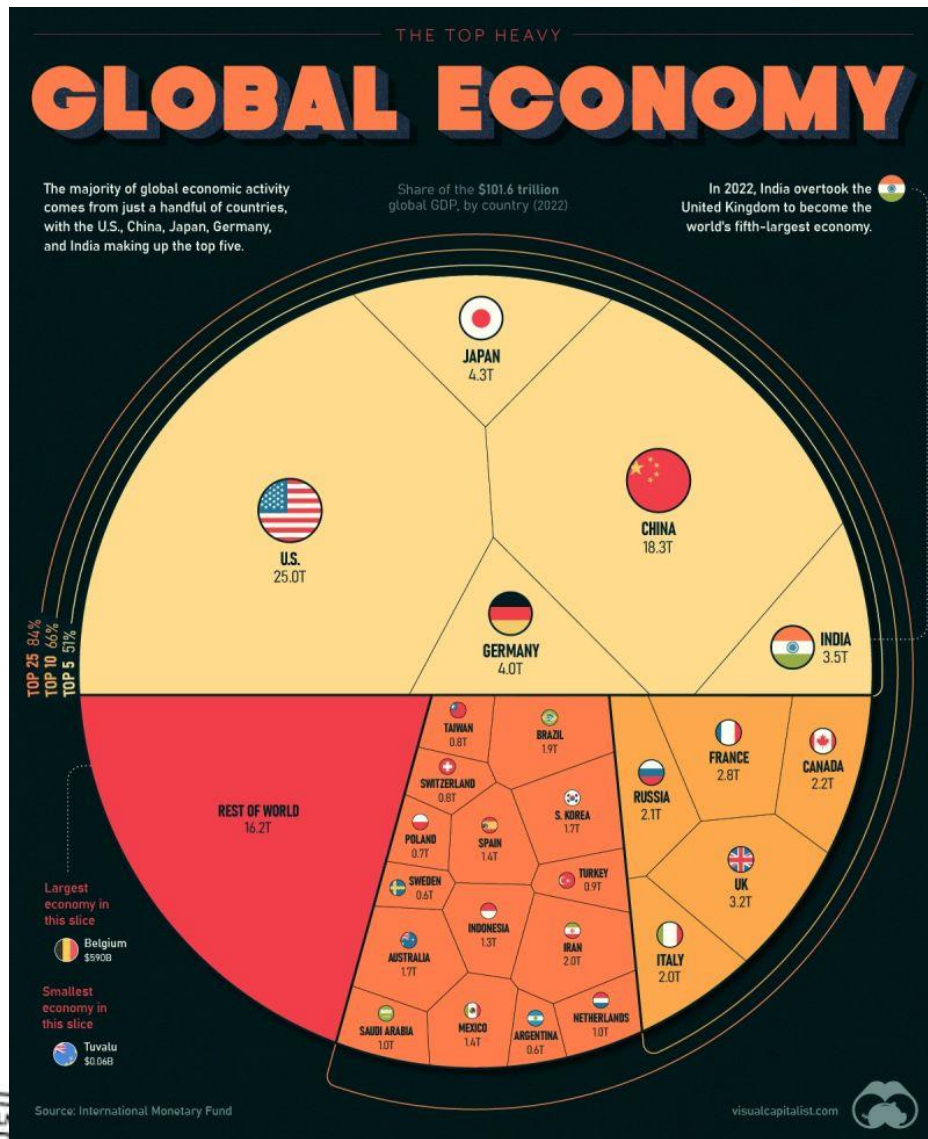 THE TOP HEAVY
GLOBAL ECONOMY
The majority of global economic activity
comes from just a handful of countries,
with the U.S., China, Japan, Germany,
and India making up the top five.
Share of the $101.6 trillion
global GDP, by country (2022)
In 2022, India overtook the
United Kingdom to become the
world's fifth-largest economy.
JAPAN
4.3T
U.S.
25.0T
CHINA
18.3T
GERMANY
4.0T
INDIA
3.5T
TOP 25 84%
TOP 10 66%
TOP 5 51%
REST OF WORLD
16.2T
TAIWAN
0.8T
BRAZIL
1.9T
SWITZERLAND
0.8T
S. KOREA
1.7T
POLAND
0.7T
SPAIN
1.4T
SWEDEN
0.6T
TURKEY
0.9T
INDONESIA
1.3T
AUSTRALIA
1.7T
IRAN
2.0T
SAUDI ARABIA
1.0T
MEXICO
1.4T
ARGENTINA
0.6T
NETHERLANDS
1.0T
RUSSIA
2.1T
FRANCE
2.8T
CANADA
2.2T
UK
3.2T
ITALY
2.0T
Largest
economy in
this slice
Belgium
$590B
Smallest
economy in
this slice
Tuvalu
$0.06B
Source: International Monetary Fund
visualcapitalist.com